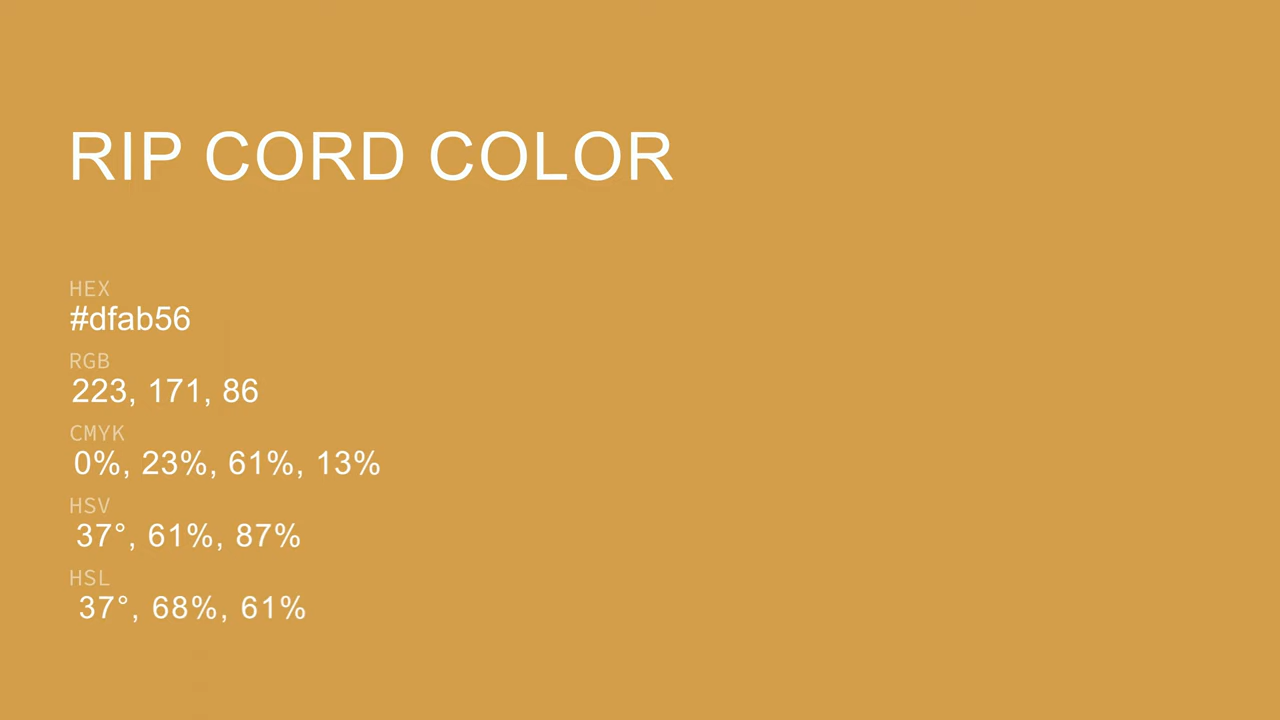 RIP CORD COLOR
HEX
#dfab56
RGB
223, 171, 86
CMYK
0%, 23%, 61%, 13%
HSV
37°, 61%, 87%
HSL
37°, 68%, 61%